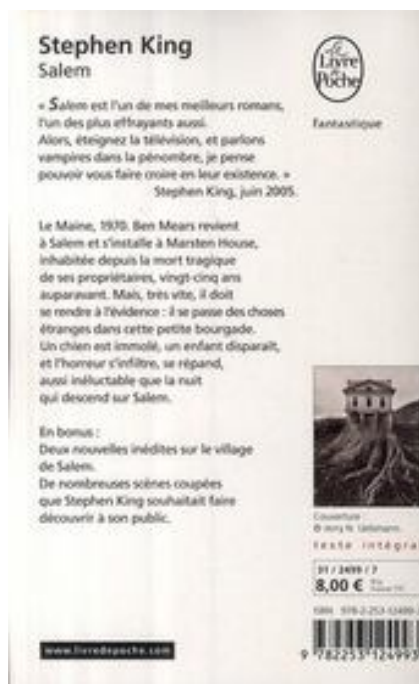 Stephen King
Salem
Le
Livre
de
Poche
Fantastique
« Salem est l'un de mes meilleurs romans,
l'un des plus effrayants aussi.
Alors, éteignez la télévision, et parlons
vampires dans la pénombre, je pense
pouvoir vous faire croire en leur existence. »
Stephen King, juin 2005.
Le Maine, 1970. Ben Mears revient
à Salem et s'installe à Marsten House,
inhabitée depuis la mort tragique
de ses propriétaires, vingt-cinq ans
auparavant. Mais, très vite, il doit
se rendre à l'évidence : il se passe des choses
étranges dans cette petite bourgade.
Un chien est immolé, un enfant disparaît,
et l'horreur s'infiltre, se répand,
aussi inéluctable que la nuit
qui descend sur Salem.
En bonus :
Deux nouvelles inédites sur le village
de Salem.
De nombreuses scènes coupées
que Stephen King souhaitait faire
découvrir à son public.
Couverture :
© Jerry N. Uelsmann.
texte intégra
31 / 2499 / 7
8,00 €
ISBN 978-2-253-12499-
9 782253 124993
www.livredepoche.com